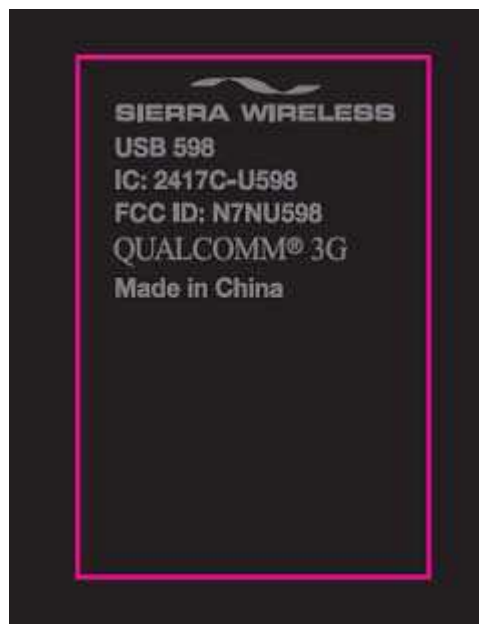 SIERRA WIRELESS
USB 598
IC: 2417C-U598
FCC ID: N7NU598
QUALCOMM® 3G
Made in China